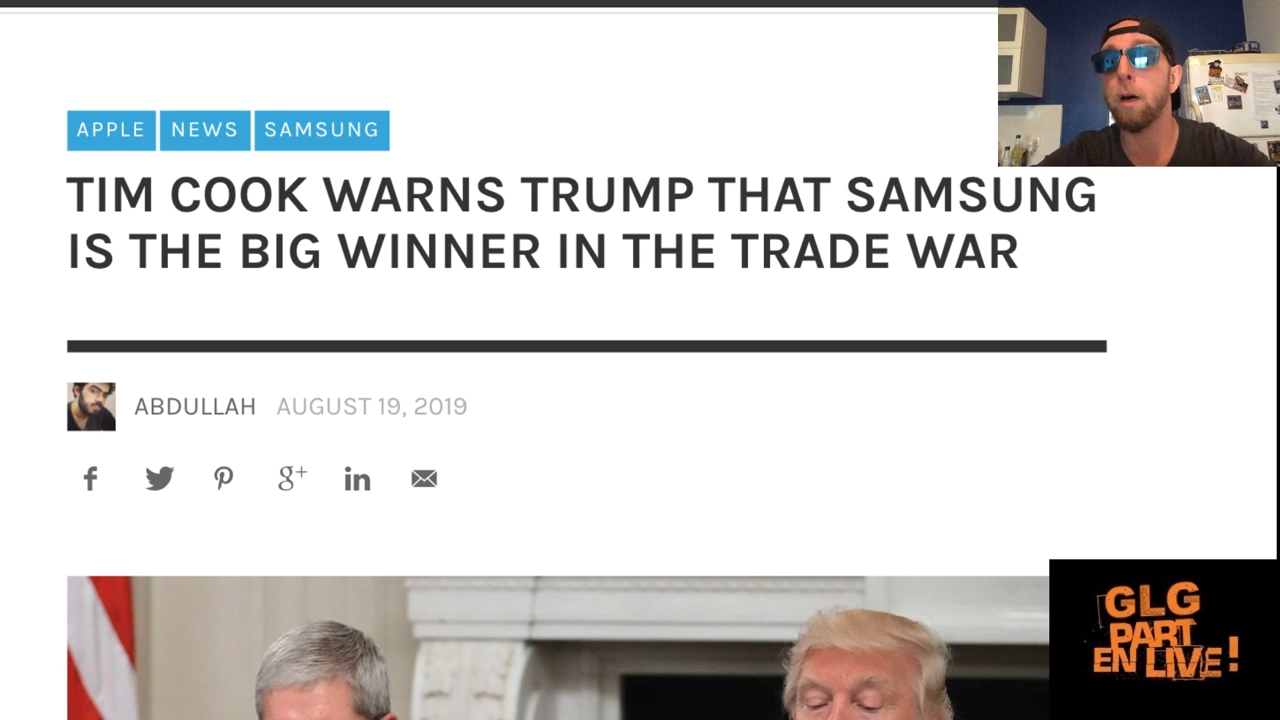 APPLE NEWS SAMSUNG
TIM COOK WARNS TRUMP THAT SAMSUNG
IS THE BIG WINNER IN THE TRADE WAR
ABDULLAH AUGUST 19, 2019
GLG
PART
EN LIVE!